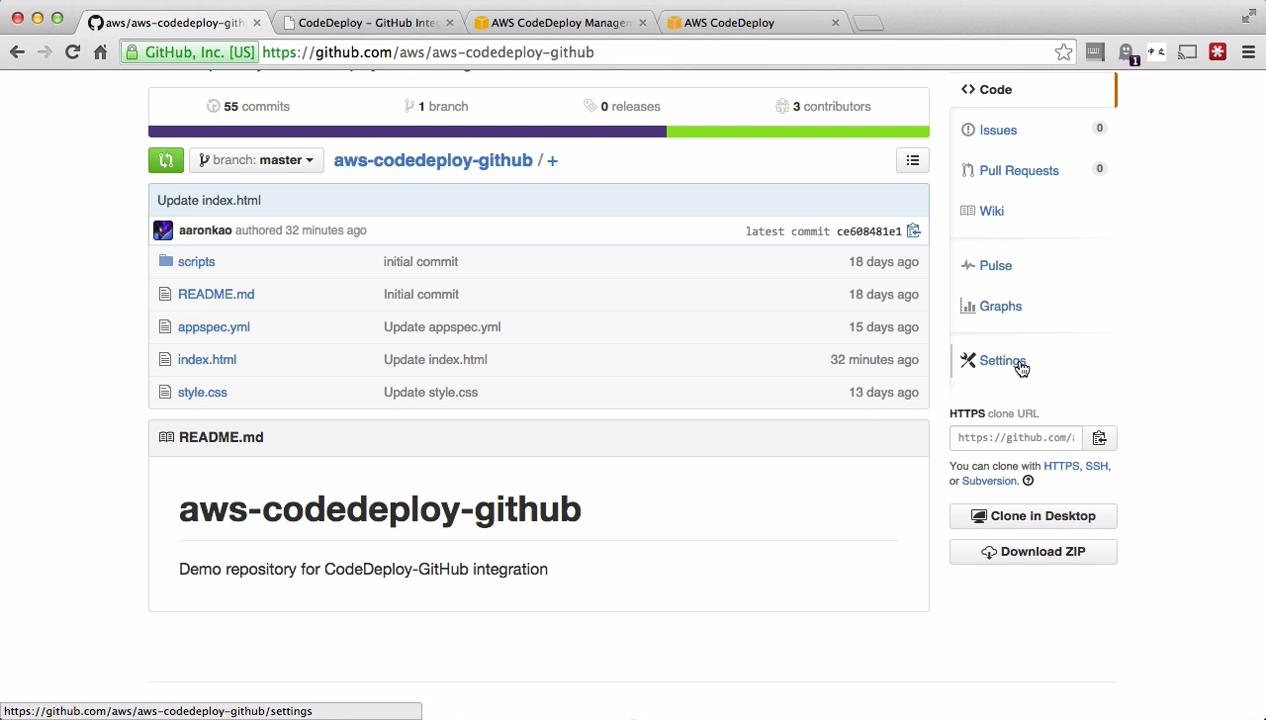 aws/aws-codedeploy-gith
CodeDeploy – GitHub Inte
AWS CodeDeploy Managem
AWS CodeDeploy
GitHub, Inc. [US] https://github.com/aws/aws-codedeploy-github
1
55 commits
1 branch
0 releases
3 contributors
branch: master
aws-codedeploy-github / +
Update index.html
aaronkao authored 32 minutes ago
latest commit ce608481e1
scripts initial commit 18 days ago
README.md Initial commit 18 days ago
appspec.yml Update appspec.yml 15 days ago
index.html Update index.html 32 minutes ago
style.css Update style.css 13 days ago
README.md
aws-codedeploy-github
Demo repository for CodeDeploy-GitHub integration
Code
Issues 0
Pull Requests 0
Wiki
Pulse
Graphs
Settings
HTTPS clone URL
https://github.com/
You can clone with HTTPS, SSH,
or Subversion.
Clone in Desktop
Download ZIP
https://github.com/aws/aws-codedeploy-github/settings